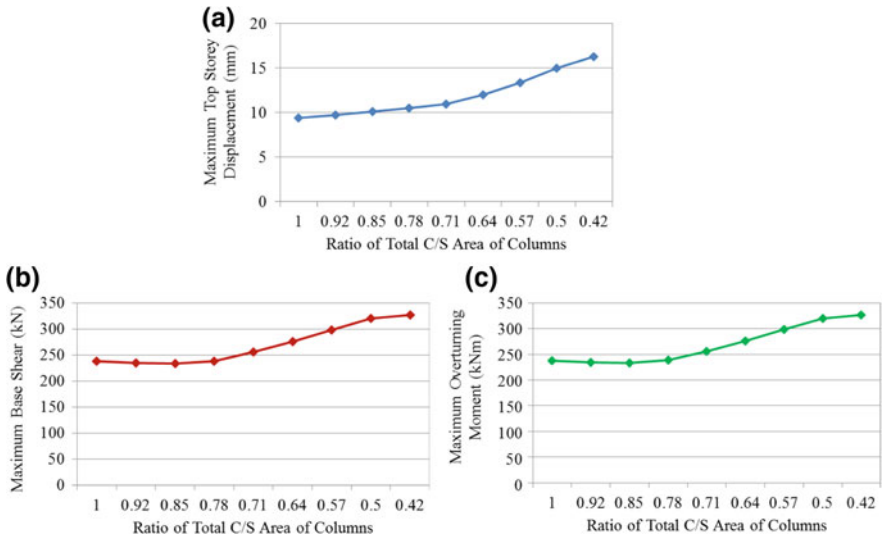 (a)
Maximum Top Storey
Displacement (mm)
20
15
10
5
0
1 0.92 0.85 0.78 0.71 0.64 0.57 0.5 0.42
Ratio of Total C/S Area of Columns
(b)
Maximum Base Shear (kN)
350
300
250
200
150
100
50
0
1 0.92 0.85 0.78 0.71 0.64 0.57 0.5 0.42
Ratio of Total C/S Area of Columns
(c)
Maximum Overturning
Moment (kNm)
350
300
250
200
150
100
50
0
1 0.92 0.85 0.78 0.71 0.64 0.57 0.5 0.42
Ratio of Total C/S Area of Columns